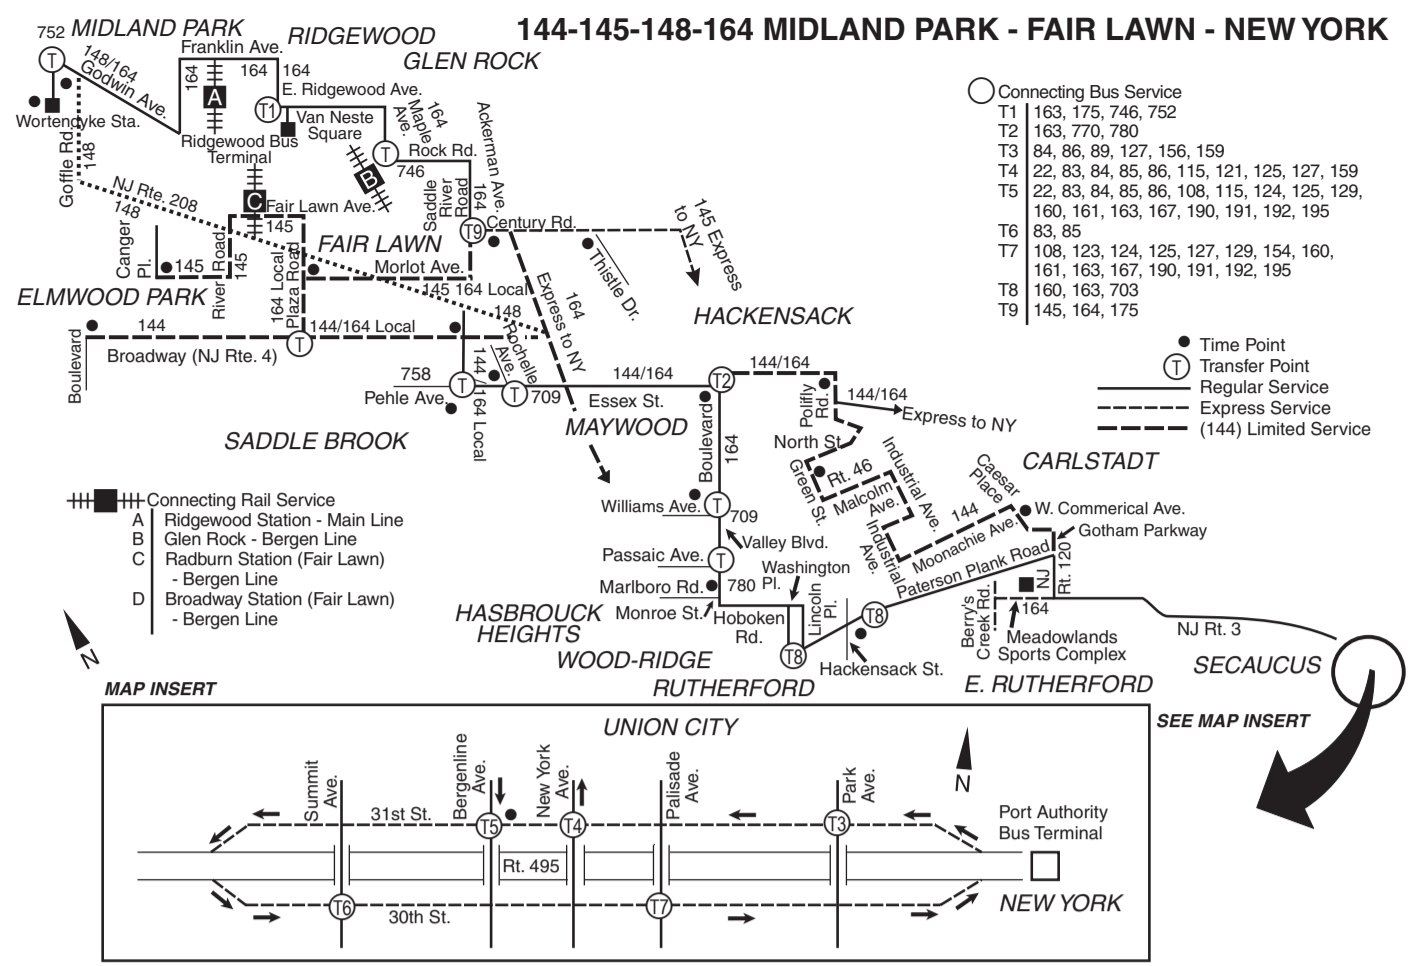 144-145-148-164 MIDLAND PARK - FAIR LAWN - NEW YORK
752
MIDLAND PARK
RIDGEWOOD
GLEN ROCK
T
148/164
Godwin Ave.
Franklin Ave.
164
164
164
A
T1
E. Ridgewood Ave.
Van Neste
Square
Wortendyke Sta.
Ridgewood Bus
Terminal
Goffle Rd.
148
164
Maple
Ave.
T
Rock Rd.
746
B
Ackerman Ave.
Saddle
River
Road
164
NJ Rte. 208
148
C
Fair Lawn Ave.
145
T9
Century Rd.
145 Express
to NY
Canger
Pl.
145
River Road
145
164 Local
Plaza Road
FAIR LAWN
Morlot Ave.
145 164 Local
Thistle Dr.
164
Express to NY
ELMWOOD PARK
HACKENSACK
Boulevard
144
144/164 Local
148
Broadway (NJ Rte. 4)
T
Rochelle
Ave.
758
Pehle Ave.
T
144/164 Local
T
709
144/164
Essex St.
T2
144/164
Polifly
Rd.
144/164
Express to NY
SADDLE BROOK
MAYWOOD
Boulevard
164
North St.
Green St.
Rt. 46
Malcolm
Ave.
Industrial Ave.
Industrial
Ave.
Caesar
Place
CARLSTADT
Williams Ave.
T
709
144
Moonachie Ave.
W. Commerical Ave.
Gotham Parkway
Valley Blvd.
Passaic Ave.
T
Washington
Pl.
Paterson Plank Road
Marlboro Rd.
780
Monroe St.
Hoboken
Rd.
Lincoln
Pl.
T8
T8
Hackensack St.
Berry's
Creek Rd.
NJ
Rt. 120
164
Meadowlands
Sports Complex
NJ Rt. 3
HASBROUCK
HEIGHTS
WOOD-RIDGE
RUTHERFORD
E. RUTHERFORD
SECAUCUS
SEE MAP INSERT
Connecting Bus Service
T1 163, 175, 746, 752
T2 163, 770, 780
T3 84, 86, 89, 127, 156, 159
T4 22, 83, 84, 85, 86, 115, 121, 125, 127, 159
T5 22, 83, 84, 85, 86, 108, 115, 124, 125, 129,
160, 161, 163, 167, 190, 191, 192, 195
T6 83, 85
T7 108, 123, 124, 125, 127, 129, 154, 160,
161, 163, 167, 190, 191, 192, 195
T8 160, 163, 703
T9 145, 164, 175
Time Point
T Transfer Point
Regular Service
Express Service
(144) Limited Service
Connecting Rail Service
A Ridgewood Station - Main Line
B Glen Rock - Bergen Line
C Radburn Station (Fair Lawn)
- Bergen Line
D Broadway Station (Fair Lawn)
- Bergen Line
N
MAP INSERT
UNION CITY
Summit
Ave.
Bergenline
Ave.
New York
Ave.
Palisade
Ave.
Park
Ave.
N
31st St.
T5
T4
T3
Port Authority
Bus Terminal
Rt. 495
T6
30th St.
T7
NEW YORK